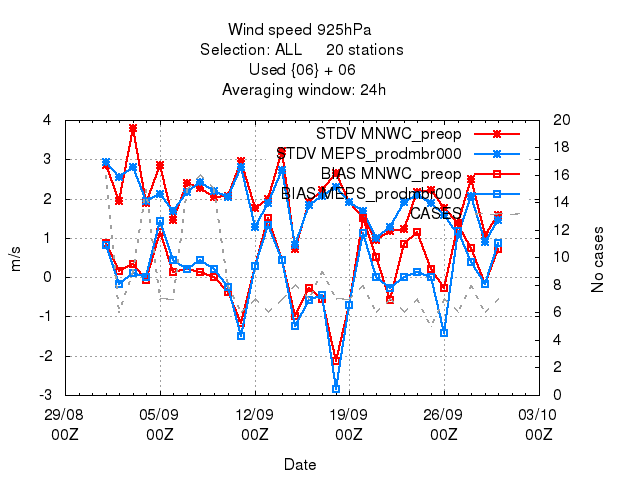 Wind speed 925hPa
Selection: ALL 20 stations
Used {06} + 06
Averaging window: 24h
STDV MNWC_preop
STDV MEPS_prodmbr000
BIAS MNWC_preop
BIAS MEPS_prodmbr000
CASES
m/s
4
3
2
1
0
-1
-2
-3
No cases
20
18
16
14
12
10
8
6
4
2
0
29/08 05/09 12/09 19/09 26/09 03/10
00Z 00Z 00Z 00Z 00Z 00Z
Date